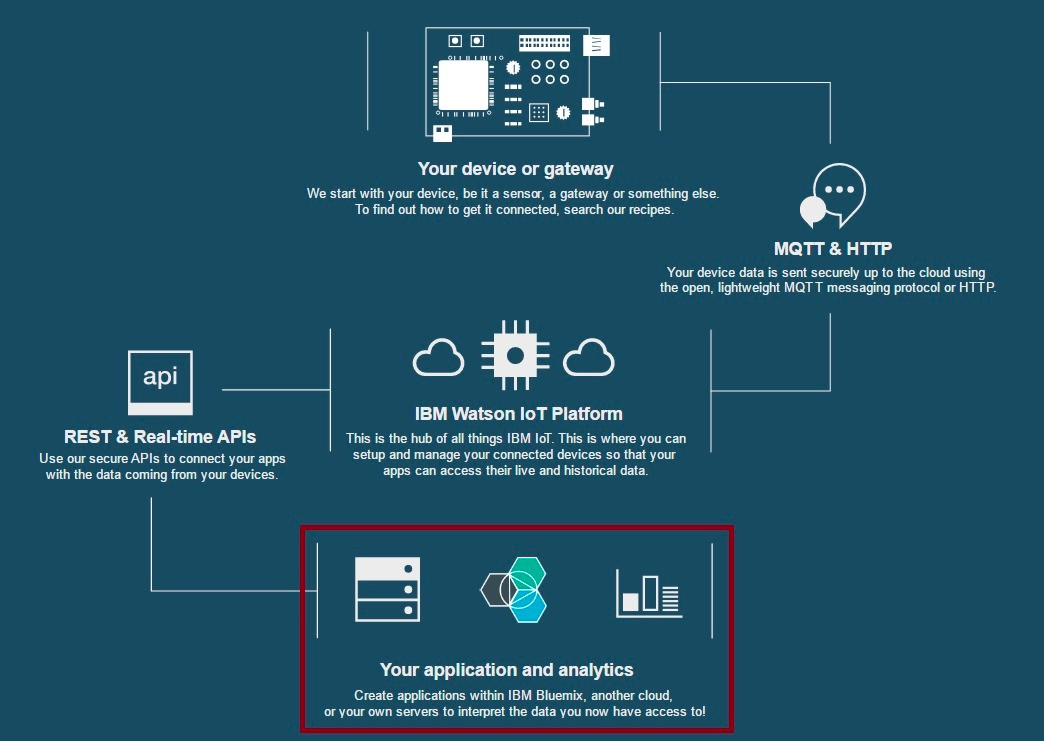 Your device or gateway
We start with your device, be it a sensor, a gateway or something else.
To find out how to get it connected, search our recipes.
MQTT & HTTP
Your device data is sent securely up to the cloud using
the open, lightweight MQTT messaging protocol or HTTP.
IBM Watson IoT Platform
This is the hub of all things IBM IoT. This is where you can
setup and manage your connected devices so that your
apps can access their live and historical data.
api
REST & Real-time APIs
Use our secure APIs to connect your apps
with the data coming from your devices.
Your application and analytics
Create applications within IBM Bluemix, another cloud,
or your own servers to interpret the data you now have access to!